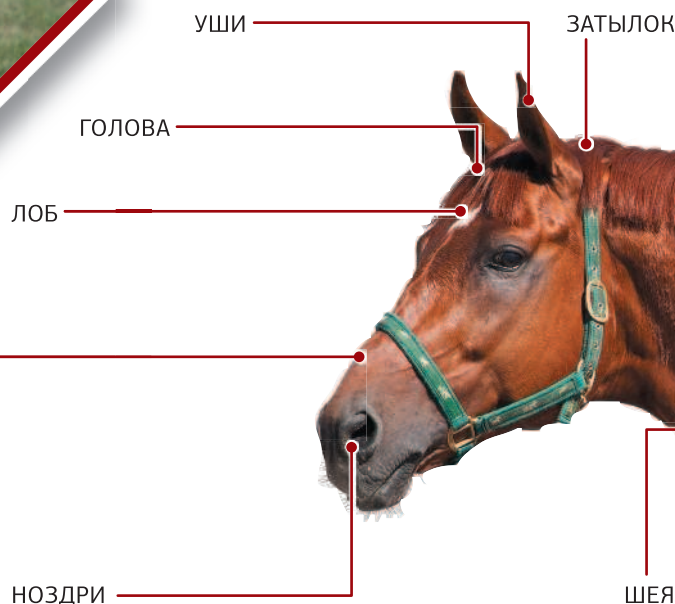 УШИ
ЗАТЫЛОК
ГОЛОВА
ЛОБ
НОЗДРИ
ШЕЯ